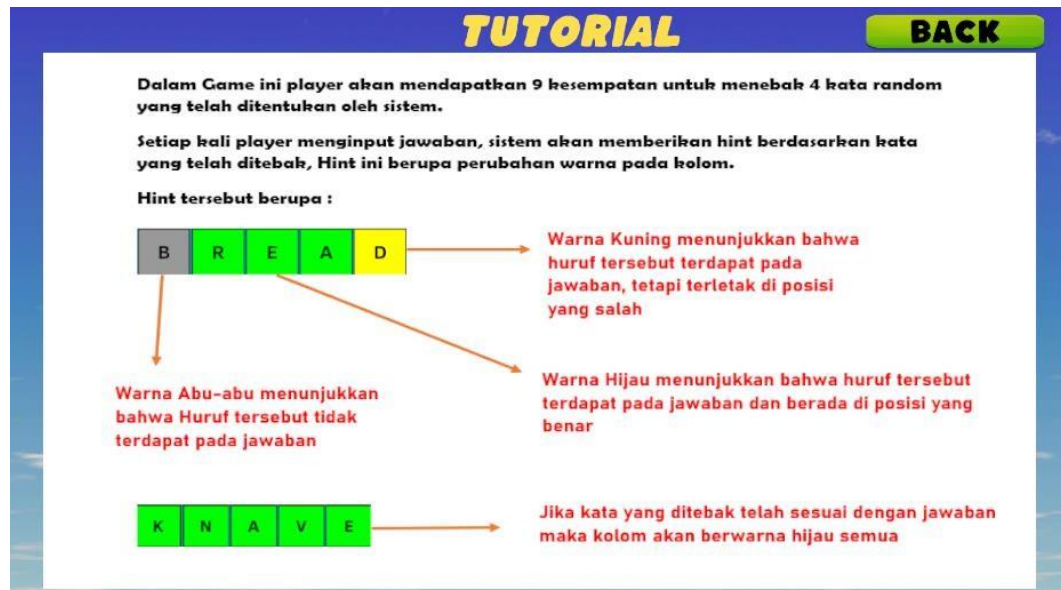 TUTORIAL
BACK
Dalam Game ini player akan mendapatkan 9 kesempatan untuk menebak 4 kata random
yang telah ditentukan oleh sistem.
Setiap kali player menginput jawaban, sistem akan memberikan hint berdasarkan kata
yang telah ditebak, Hint ini berupa perubahan warna pada kolom.
Hint tersebut berupa :
B R E A D
Warna Kuning menunjukkan bahwa
huruf tersebut terdapat pada
jawaban, tetapi terletak di posisi
yang salah
Warna Hijau menunjukkan bahwa huruf tersebut
terdapat pada jawaban dan berada di posisi yang
benar
Warna Abu-abu menunjukkan
bahwa Huruf tersebut tidak
terdapat pada jawaban
K N A V E
Jika kata yang ditebak telah sesuai dengan jawaban
maka kolom akan berwarna hijau semua